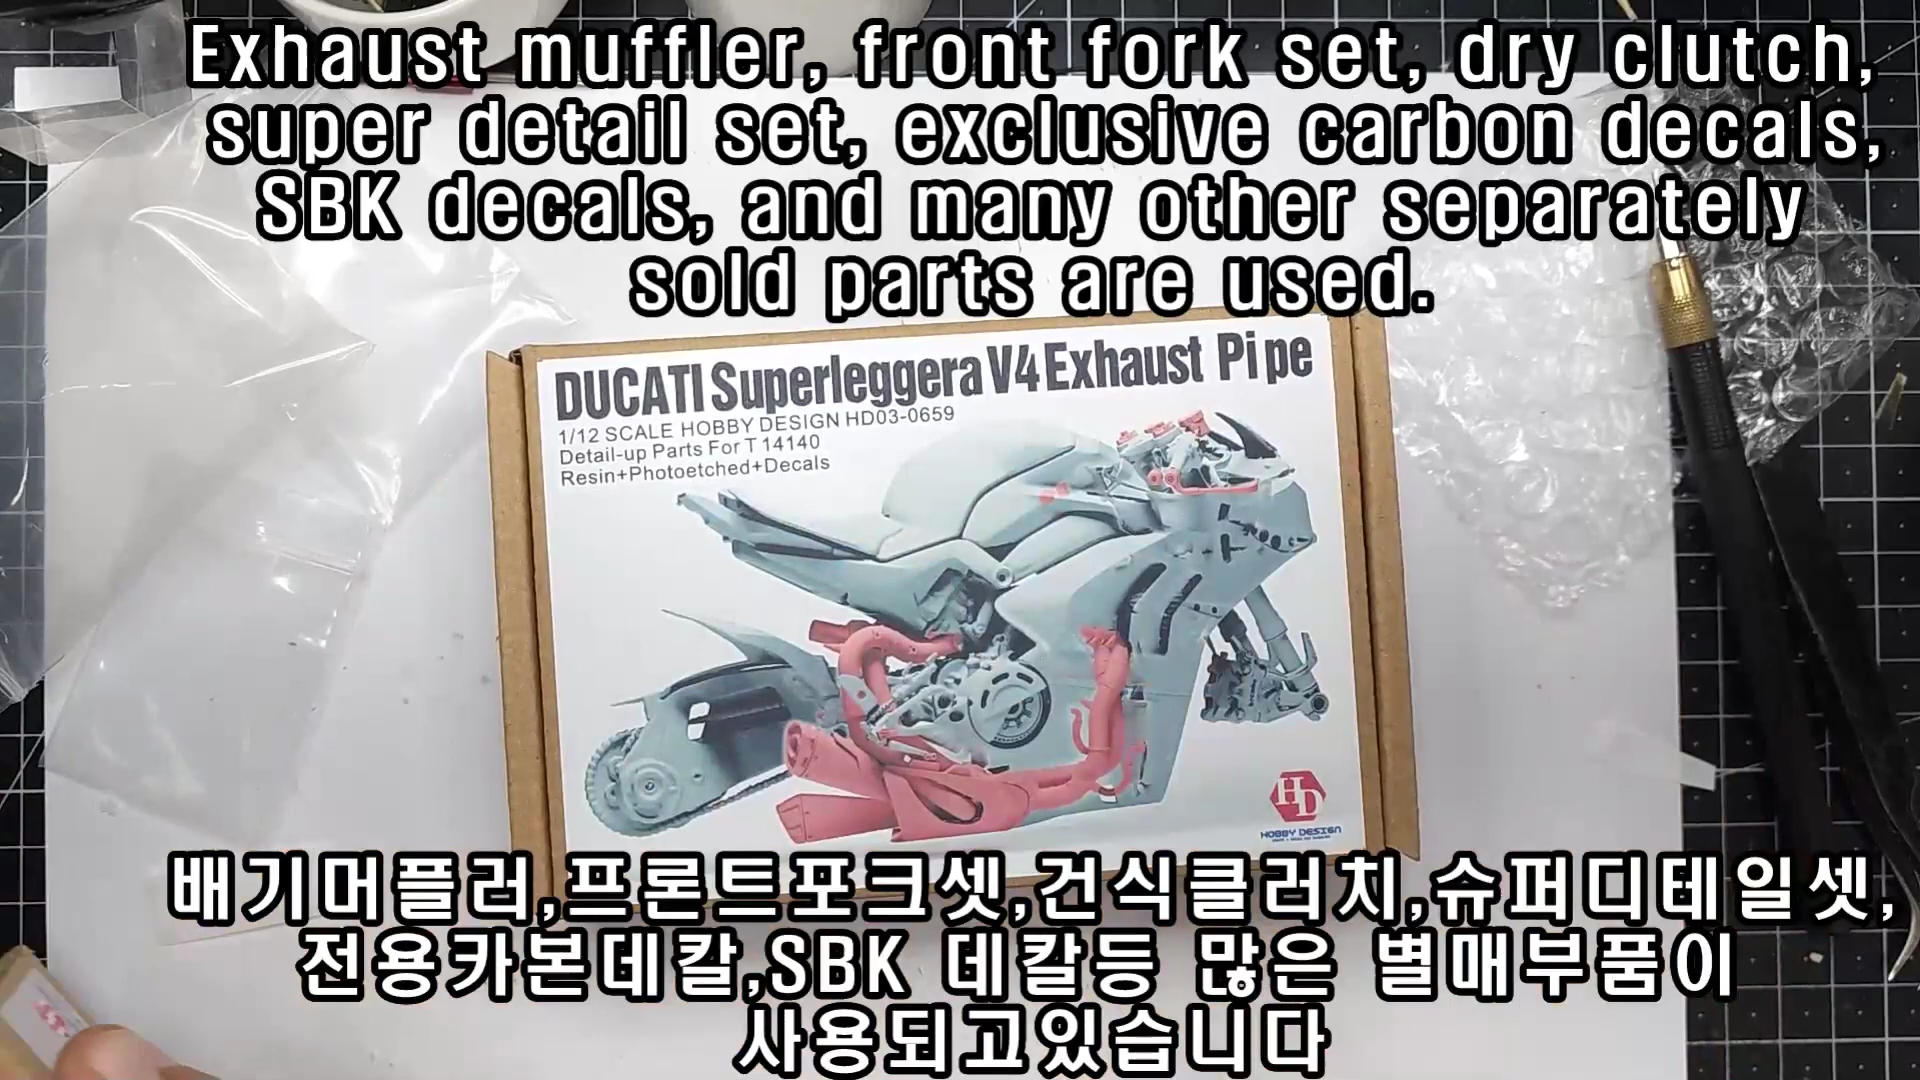 Exhaust muffler, front fork set, dry clutch,
super detail set, exclusive carbon decals,
SBK decals, and many other separately
sold parts are used.
DUCATI Superleggera V4 Exhaust Pipe
1/12 SCALE HOBBY DESIGN HD03-0659
Detail-up Parts For T 14140
Resin+Photoetched+Decals
HD
HOBBY DESIGN
배기머플러,프론트포크셋,건식클러치,슈퍼디테일셋,
전용카본데칼,SBK 데칼등 많은 별매부품이
사용되고있습니다